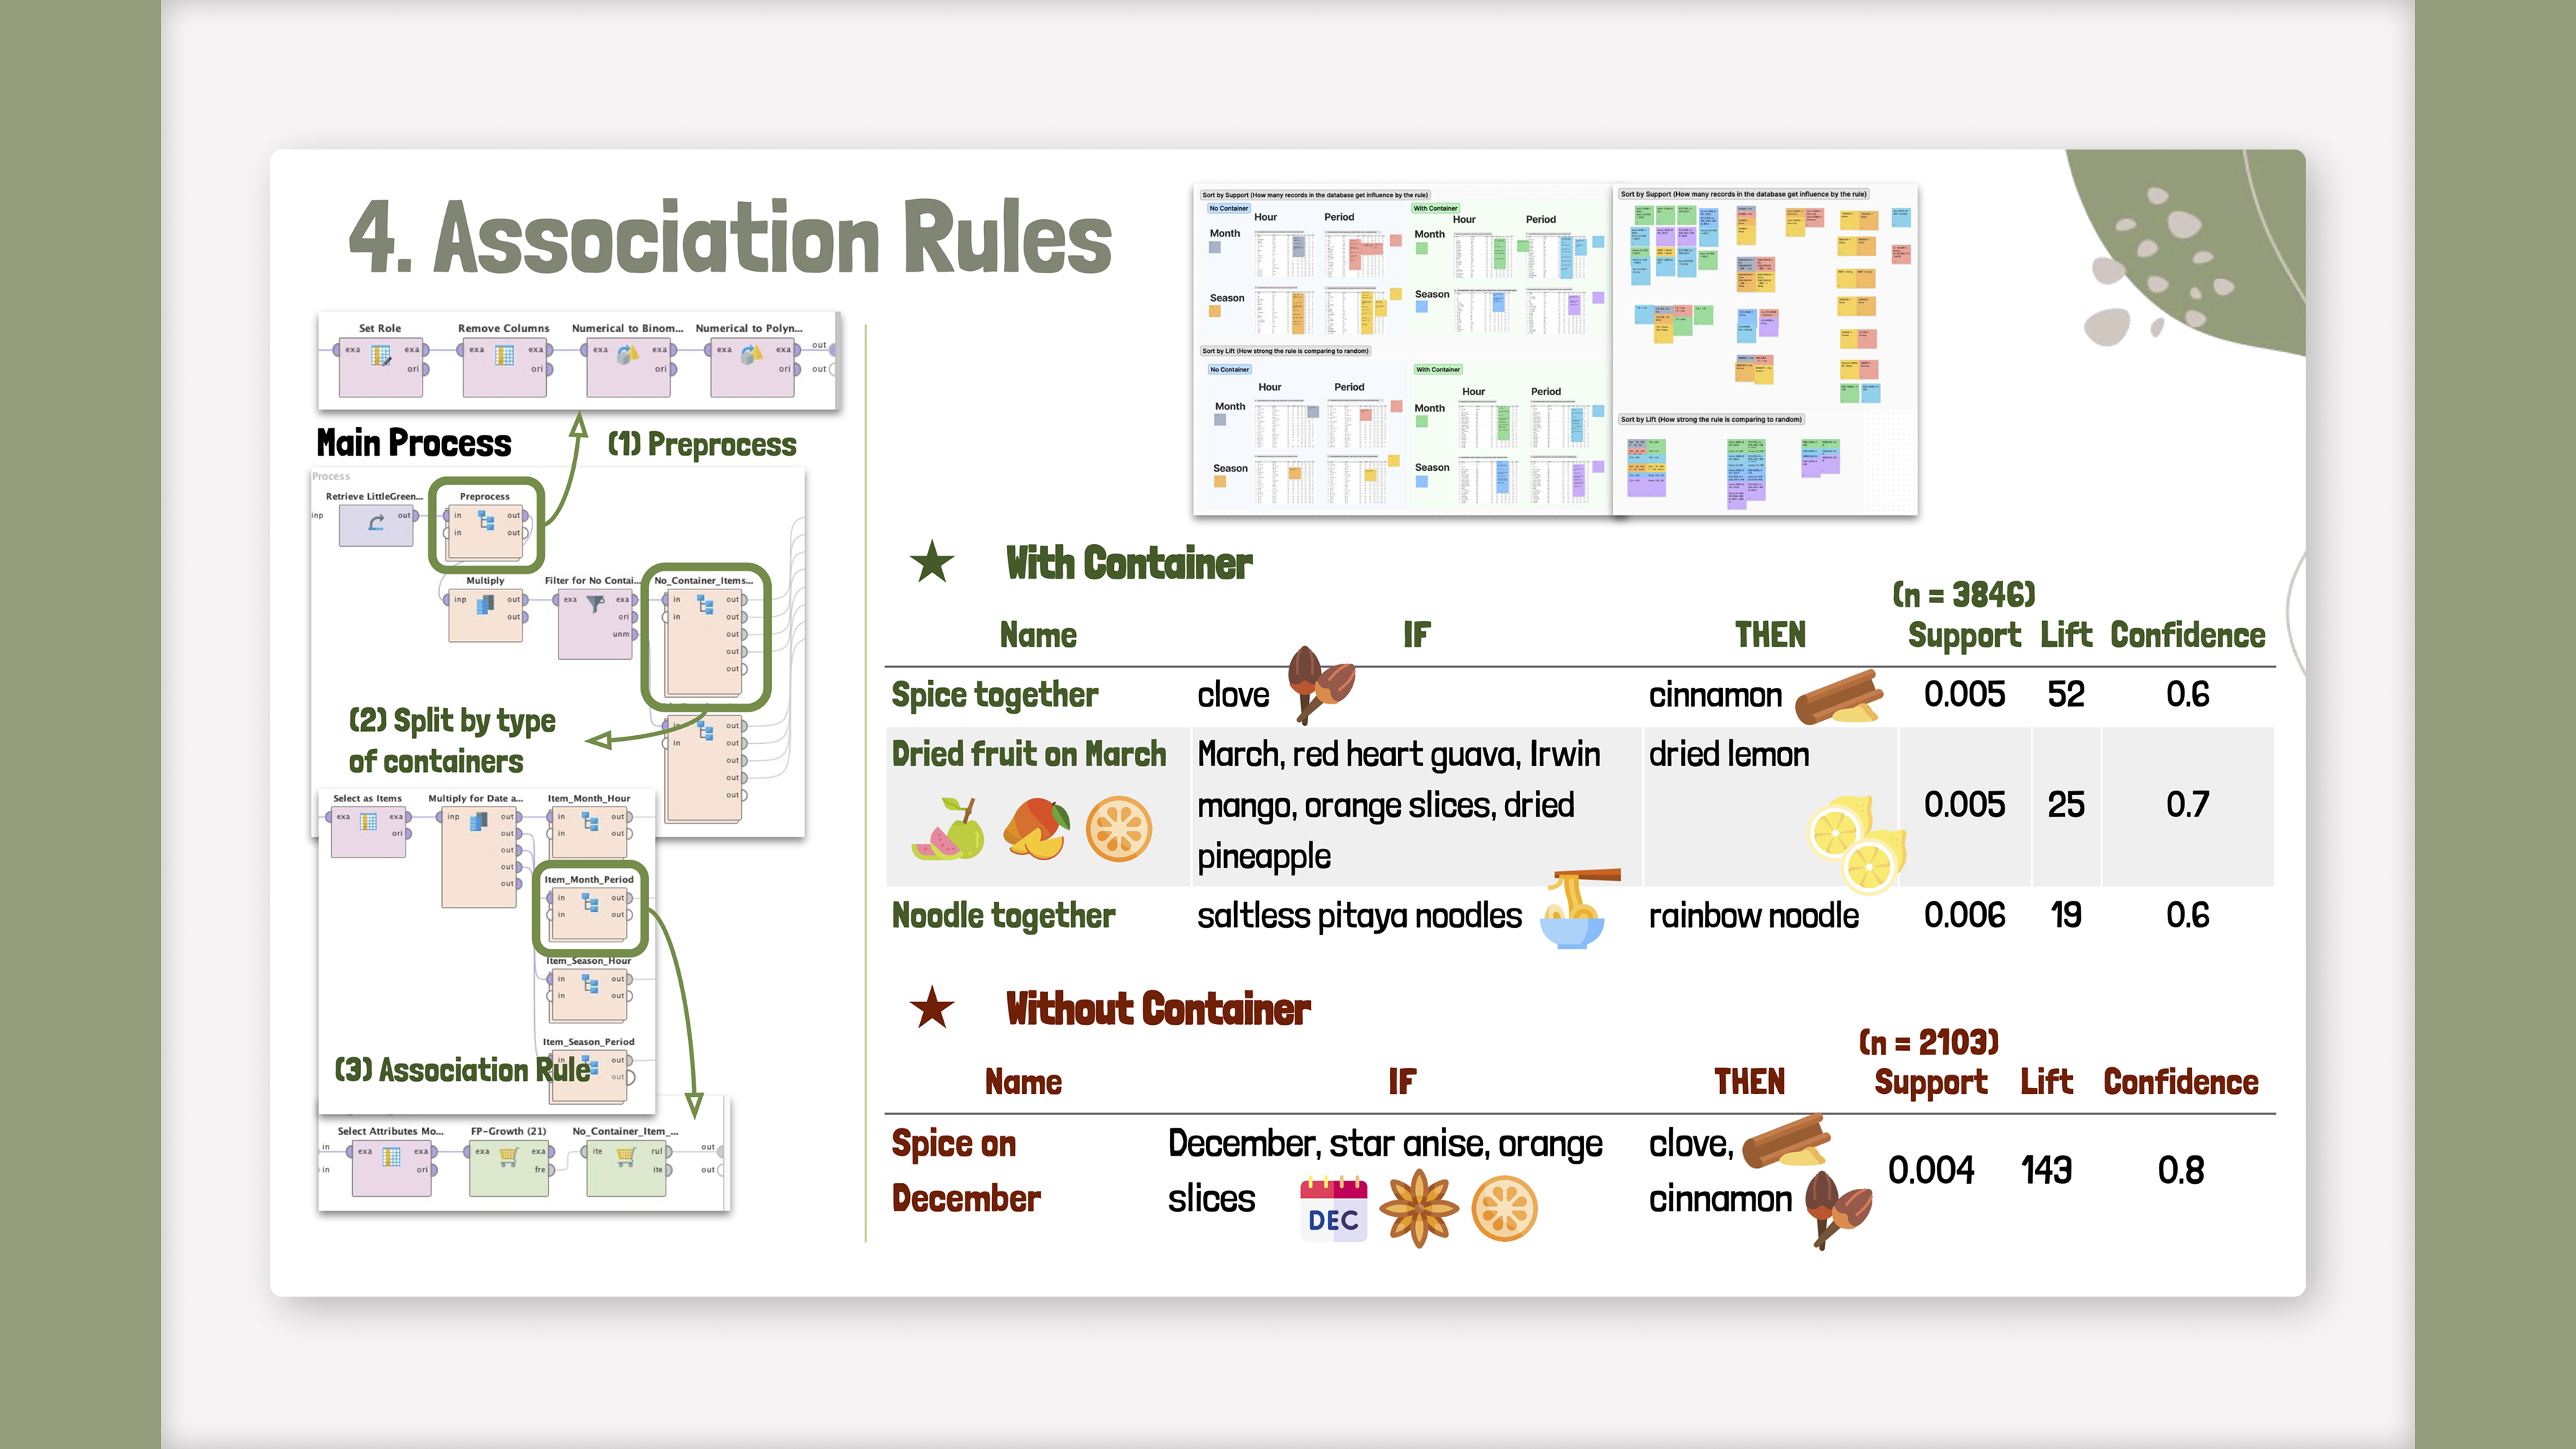 4. Association Rules
Set Role
Remove Columns
Numerical to Binom...
Numerical to Polyn...
exa exa exa exa exa exa exa exa out
ori ori ori ori out
Main Process
(1) Preprocess
Process
Retrieve LittleGreen...
Preprocess
inp out in out
in out
Multiply
Filter for No Contai...
No_Container_Items...
inp out exa exa in out
out ori in out
unm out
out
out
(2) Split by type
of containers
in out
in out
out
out
out
Select as Items
Multiply for Date a...
Item_Month_Hour
exa exa inp out in out
ori out in out
out
out
out
Item_Month_Period
in out
in out
Item_Season_Hour
in out
in out
Item_Season_Period
in out
out
(3) Association Rule
Select Attributes Mo...
FP-Growth (21)
No_Container_Item_...
in exa exa exa exa ite rul out
in ori fre ite out
Sort by Support (How many records in the database get influence by the rule)
No Container
With Container
Hour Period Hour Period
Month Month
Season Season
Sort by Lift (How strong the rule is comparing to random)
No Container
With Container
Hour Period Hour Period
Month Month
Season Season
Sort by Support (How many records in the database get influence by the rule)
Sort by Lift (How strong the rule is comparing to random)
★ With Container
(n = 3846)
Name IF THEN Support Lift Confidence
Spice together clove cinnamon 0.005 52 0.6
Dried fruit on March March, red heart guava, Irwin dried lemon
mango, orange slices, dried 0.005 25 0.7
pineapple
Noodle together saltless pitaya noodles rainbow noodle 0.006 19 0.6
★ Without Container
(n = 2103)
Name IF THEN Support Lift Confidence
Spice on December, star anise, orange clove, 0.004 143 0.8
December slices DEC cinnamon